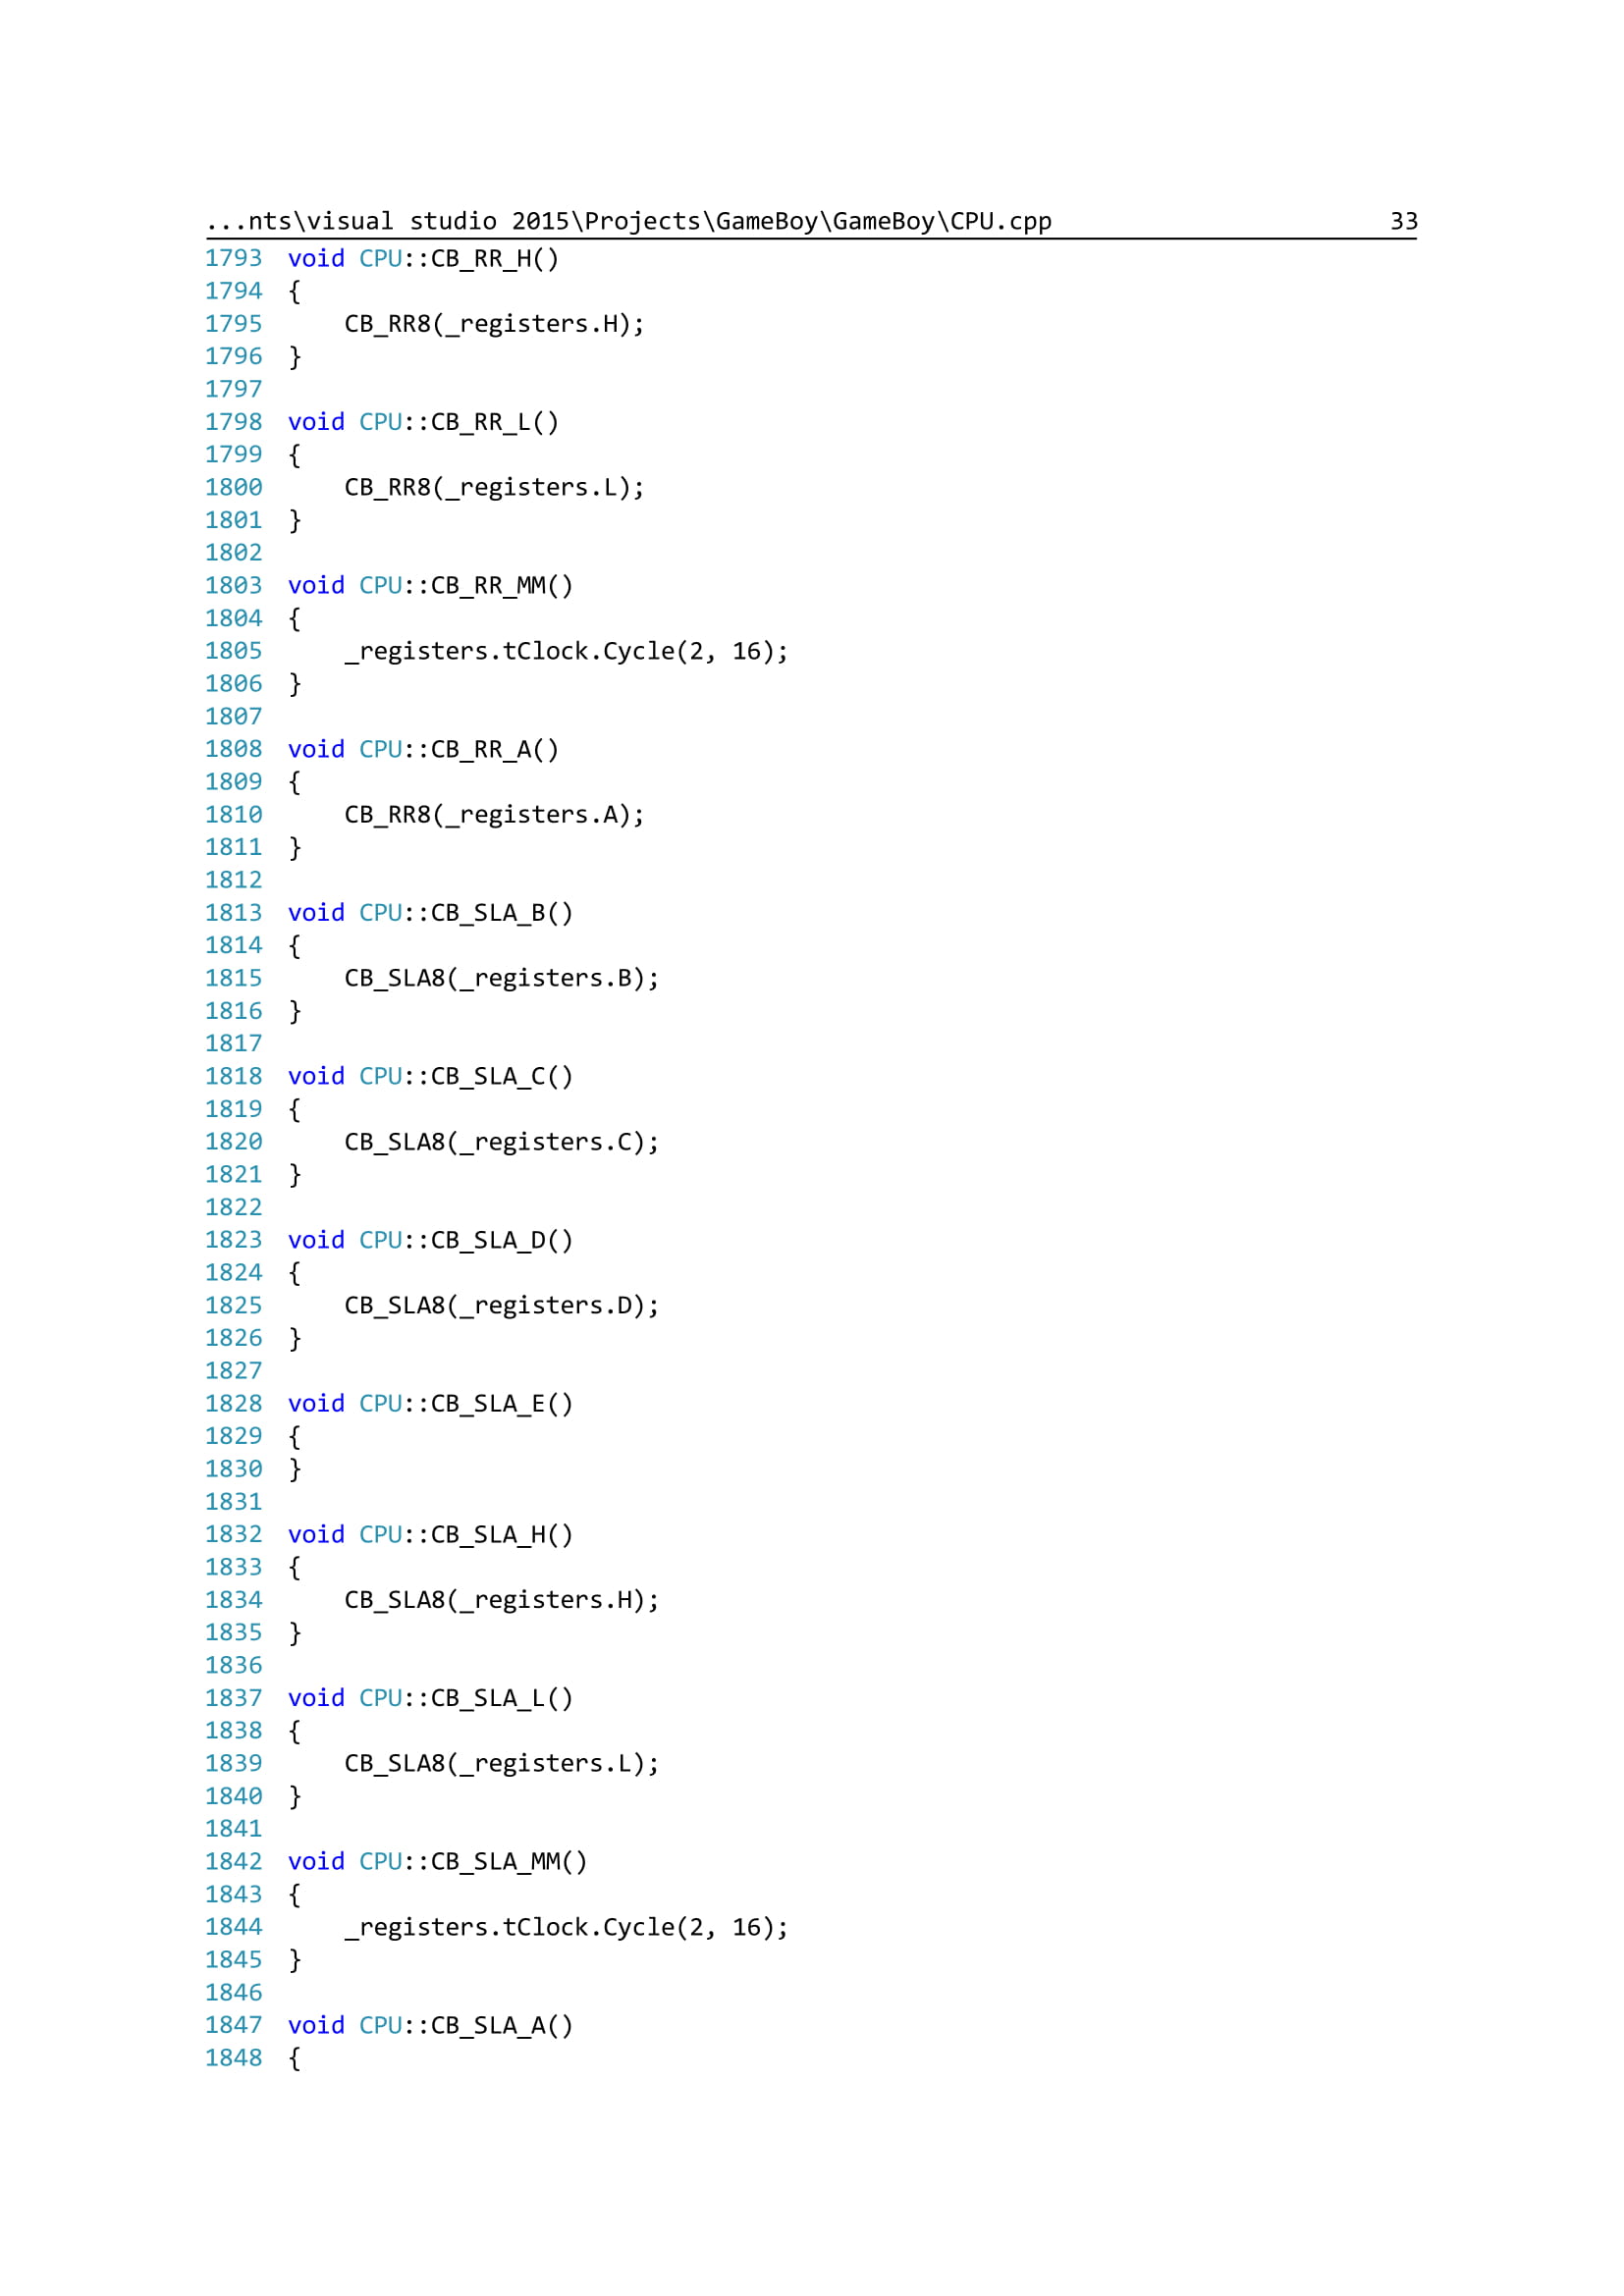 ...nts\visual studio 2015\Projects\GameBoy\GameBoy\CPU.cpp 33
1793 void CPU::CB_RR_H()
1794 {
1795     CB_RR8(_registers.H);
1796 }
1797
1798 void CPU::CB_RR_L()
1799 {
1800     CB_RR8(_registers.L);
1801 }
1802
1803 void CPU::CB_RR_MM()
1804 {
1805     _registers.tClock.Cycle(2, 16);
1806 }
1807
1808 void CPU::CB_RR_A()
1809 {
1810     CB_RR8(_registers.A);
1811 }
1812
1813 void CPU::CB_SLA_B()
1814 {
1815     CB_SLA8(_registers.B);
1816 }
1817
1818 void CPU::CB_SLA_C()
1819 {
1820     CB_SLA8(_registers.C);
1821 }
1822
1823 void CPU::CB_SLA_D()
1824 {
1825     CB_SLA8(_registers.D);
1826 }
1827
1828 void CPU::CB_SLA_E()
1829 {
1830 }
1831
1832 void CPU::CB_SLA_H()
1833 {
1834     CB_SLA8(_registers.H);
1835 }
1836
1837 void CPU::CB_SLA_L()
1838 {
1839     CB_SLA8(_registers.L);
1840 }
1841
1842 void CPU::CB_SLA_MM()
1843 {
1844     _registers.tClock.Cycle(2, 16);
1845 }
1846
1847 void CPU::CB_SLA_A()
1848 {